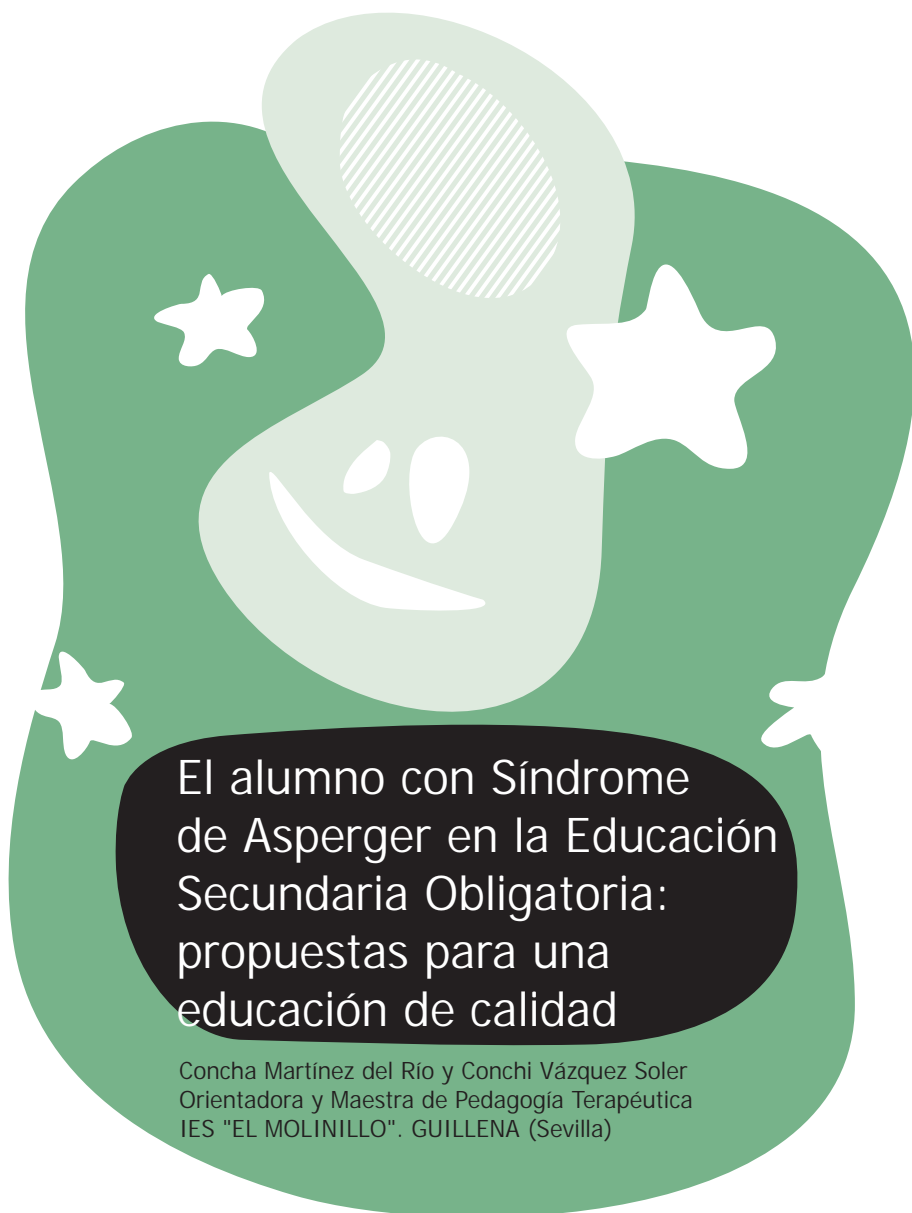 El alumno con Síndrome
de Asperger en la Educación
Secundaria Obligatoria:
propuestas para una
educación de calidad
Concha Martínez del Río y Conchi Vázquez Soler
Orientadora y Maestra de Pedagogía Terapéutica
IES "EL MOLINILLO". GUILLENA (Sevilla)